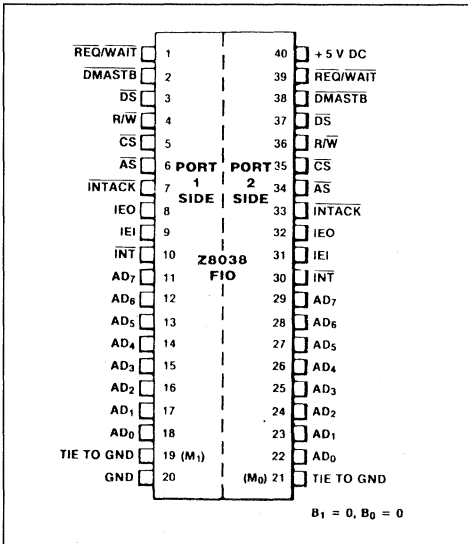 REQ/WAIT 1 40 + 5 V DC
DMASTB 2 39 REQ/WAIT
DS 3 38 DMASTB
R/W 4 37 DS
CS 5 36 R/W
AS 6 PORT PORT 35 CS
INTACK 7 1 2 34 AS
IEO 8 SIDE SIDE 33 INTACK
IEI 9 32 IEO
INT 10 Z8038 31 IEI
AD7 11 FIO 30 INT
AD6 12 29 AD7
AD5 13 28 AD6
AD4 14 27 AD5
AD3 15 26 AD4
AD2 16 25 AD3
AD1 17 24 AD2
AD0 18 23 AD1
TIE TO GND 19 (M1) 22 AD0
GND 20 (M0) 21 TIE TO GND
B1 = 0, B0 = 0